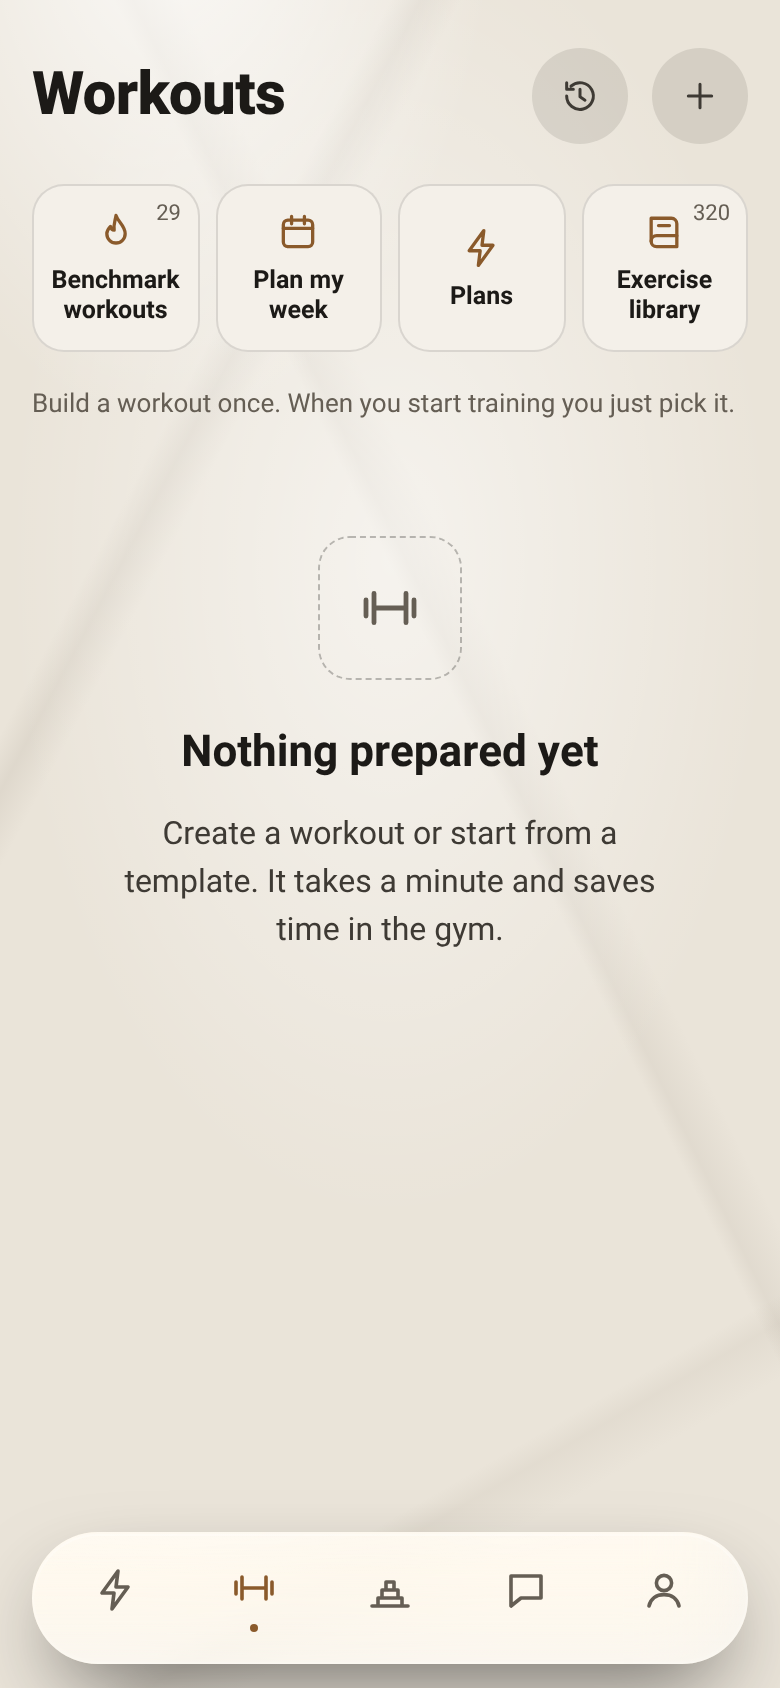 Workouts
29
Benchmark
workouts
Plan my
week
Plans
320
Exercise
library
Build a workout once. When you start training you just pick it.
Nothing prepared yet
Create a workout or start from a
template. It takes a minute and saves
time in the gym.